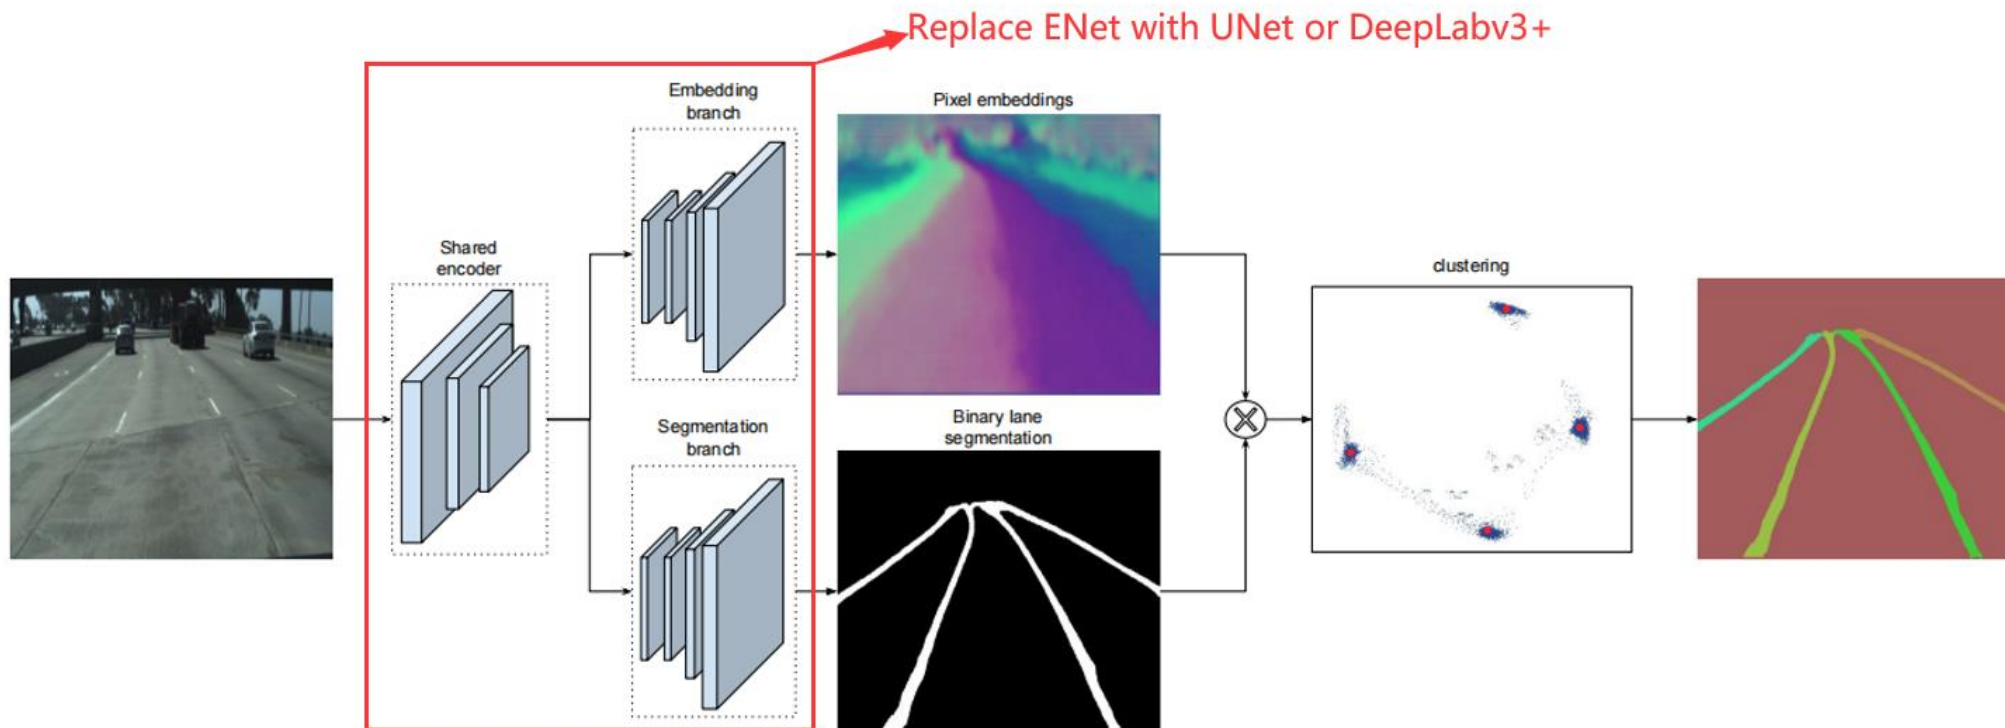 Replace ENet with UNet or DeepLabv3+
Embedding
branch
Pixel embeddings
Shared
encoder
clustering
Segmentation
branch
Binary lane
segmentation